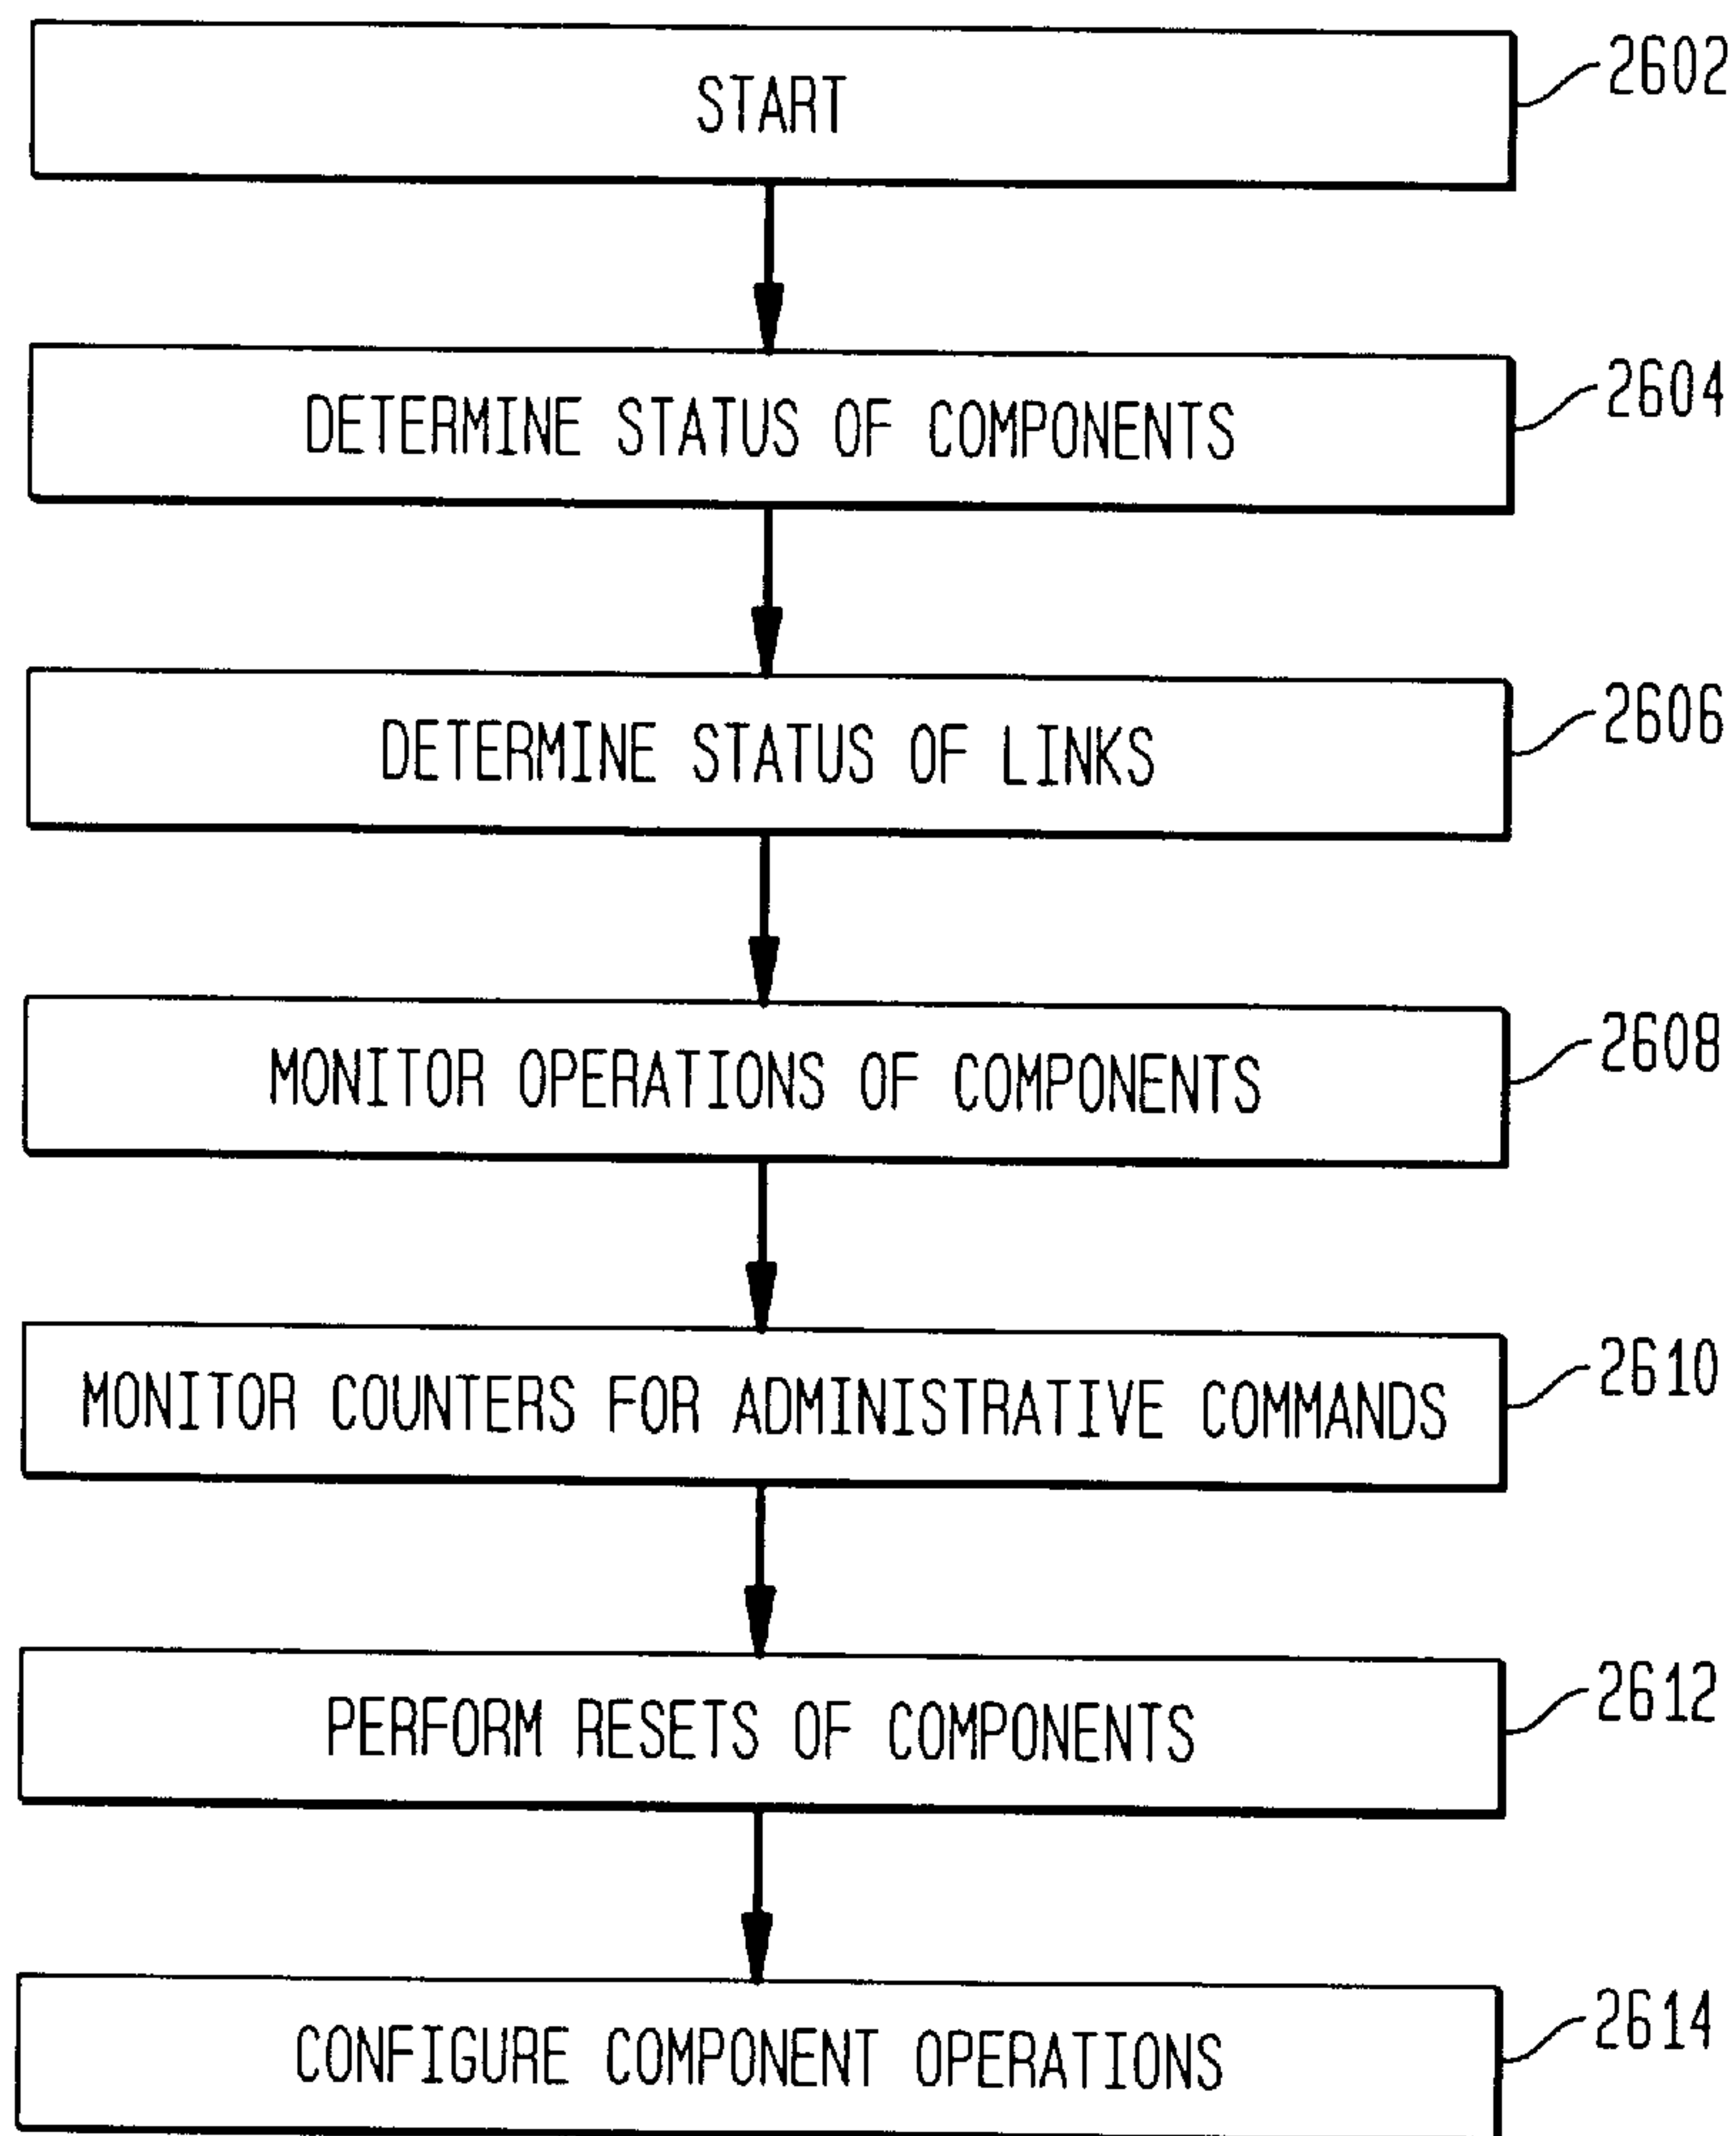 START
2602
DETERMINE STATUS OF COMPONENTS
2604
DETERMINE STATUS OF LINKS
2606
MONITOR OPERATIONS OF COMPONENTS
2608
MONITOR COUNTERS FOR ADMINISTRATIVE COMMANDS
2610
PERFORM RESETS OF COMPONENTS
2612
CONFIGURE COMPONENT OPERATIONS
2614